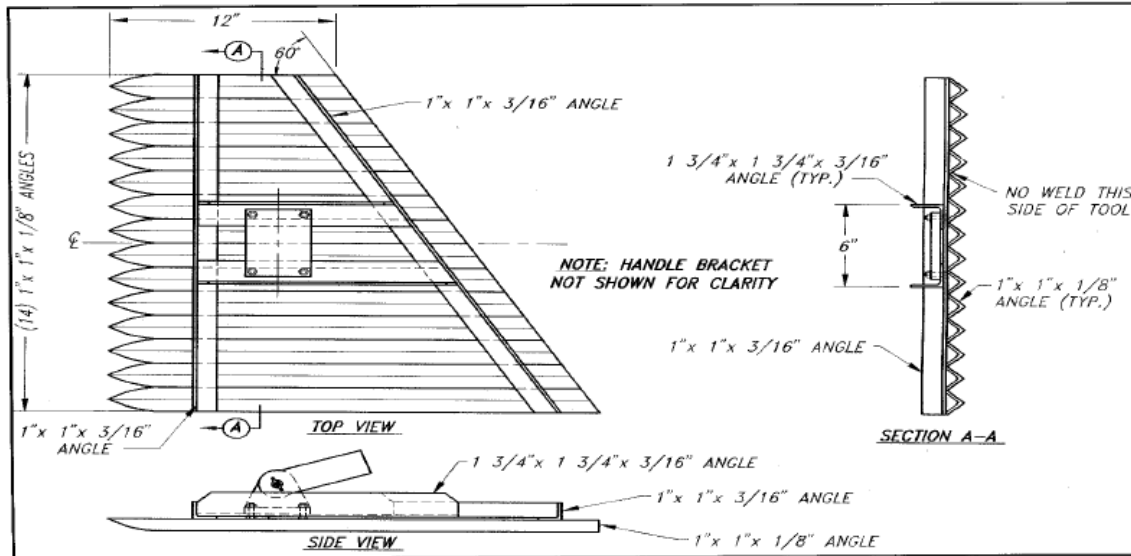 12"
A
60°
1"x 1"x 3/16" ANGLE
(14) 1"x 1"x 1/8" ANGLES
1 3/4"x 1 3/4"x 3/16"
ANGLE (TYP.)
NO WELD THIS
SIDE OF TOOL
6"
℄
NOTE: HANDLE BRACKET
NOT SHOWN FOR CLARITY
1"x 1"x 1/8"
ANGLE (TYP.)
1"x 1"x 3/16" ANGLE
A
1"x 1"x 3/16"
ANGLE
TOP VIEW
SECTION A-A
1 3/4"x 1 3/4"x 3/16" ANGLE
1"x 1"x 3/16" ANGLE
1"x 1"x 1/8" ANGLE
SIDE VIEW